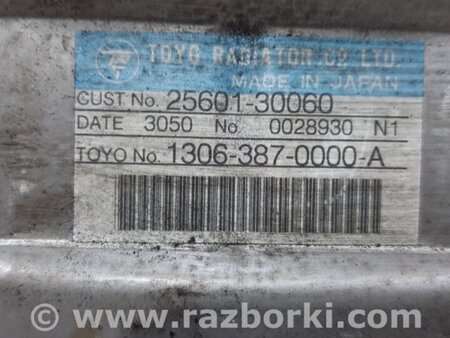 TOYO RADIATOR CO LTD.
MADE IN JAPAN
CUST No. 25601-30060
DATE 3050 No. 0028930 N1
TOYO No. 1306-387-0000-A
© www.razborki.com